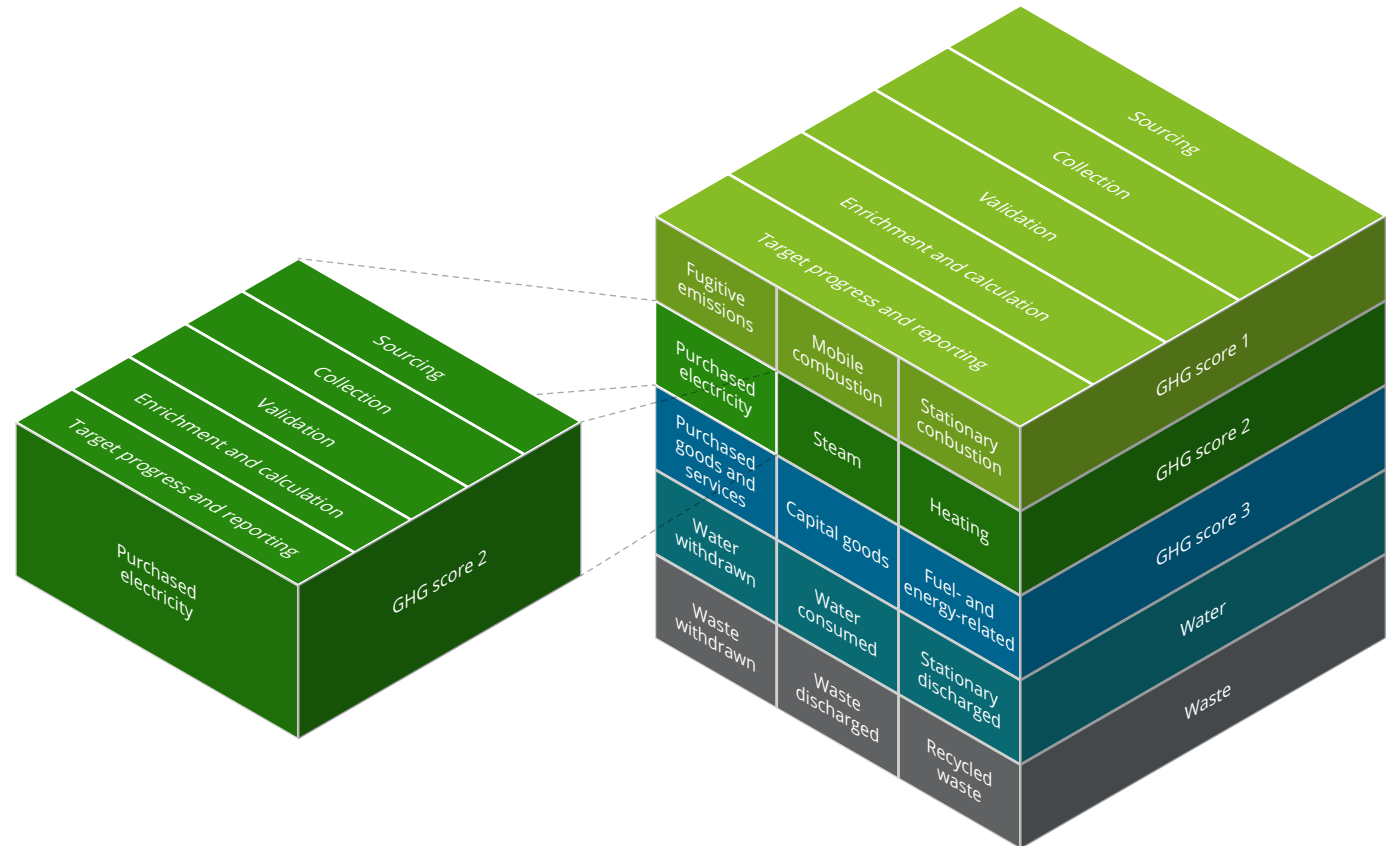 Sourcing
Collection
Validation
Enrichment and calculation
Target progress and reporting
Purchased
electricity
GHG score 2
Sourcing
Collection
Validation
Enrichment and calculation
Target progress and reporting
Fugitive
emissions
Mobile
combustion
Stationary
conbustion
GHG score 1
Purchased
electricity
Steam
Heating
GHG score 2
Purchased
goods and
services
Capital goods
Fuel- and
energy-related
GHG score 3
Water
withdrawn
Water
consumed
Stationary
discharged
Water
Waste
withdrawn
Waste
discharged
Recycled
waste
Waste